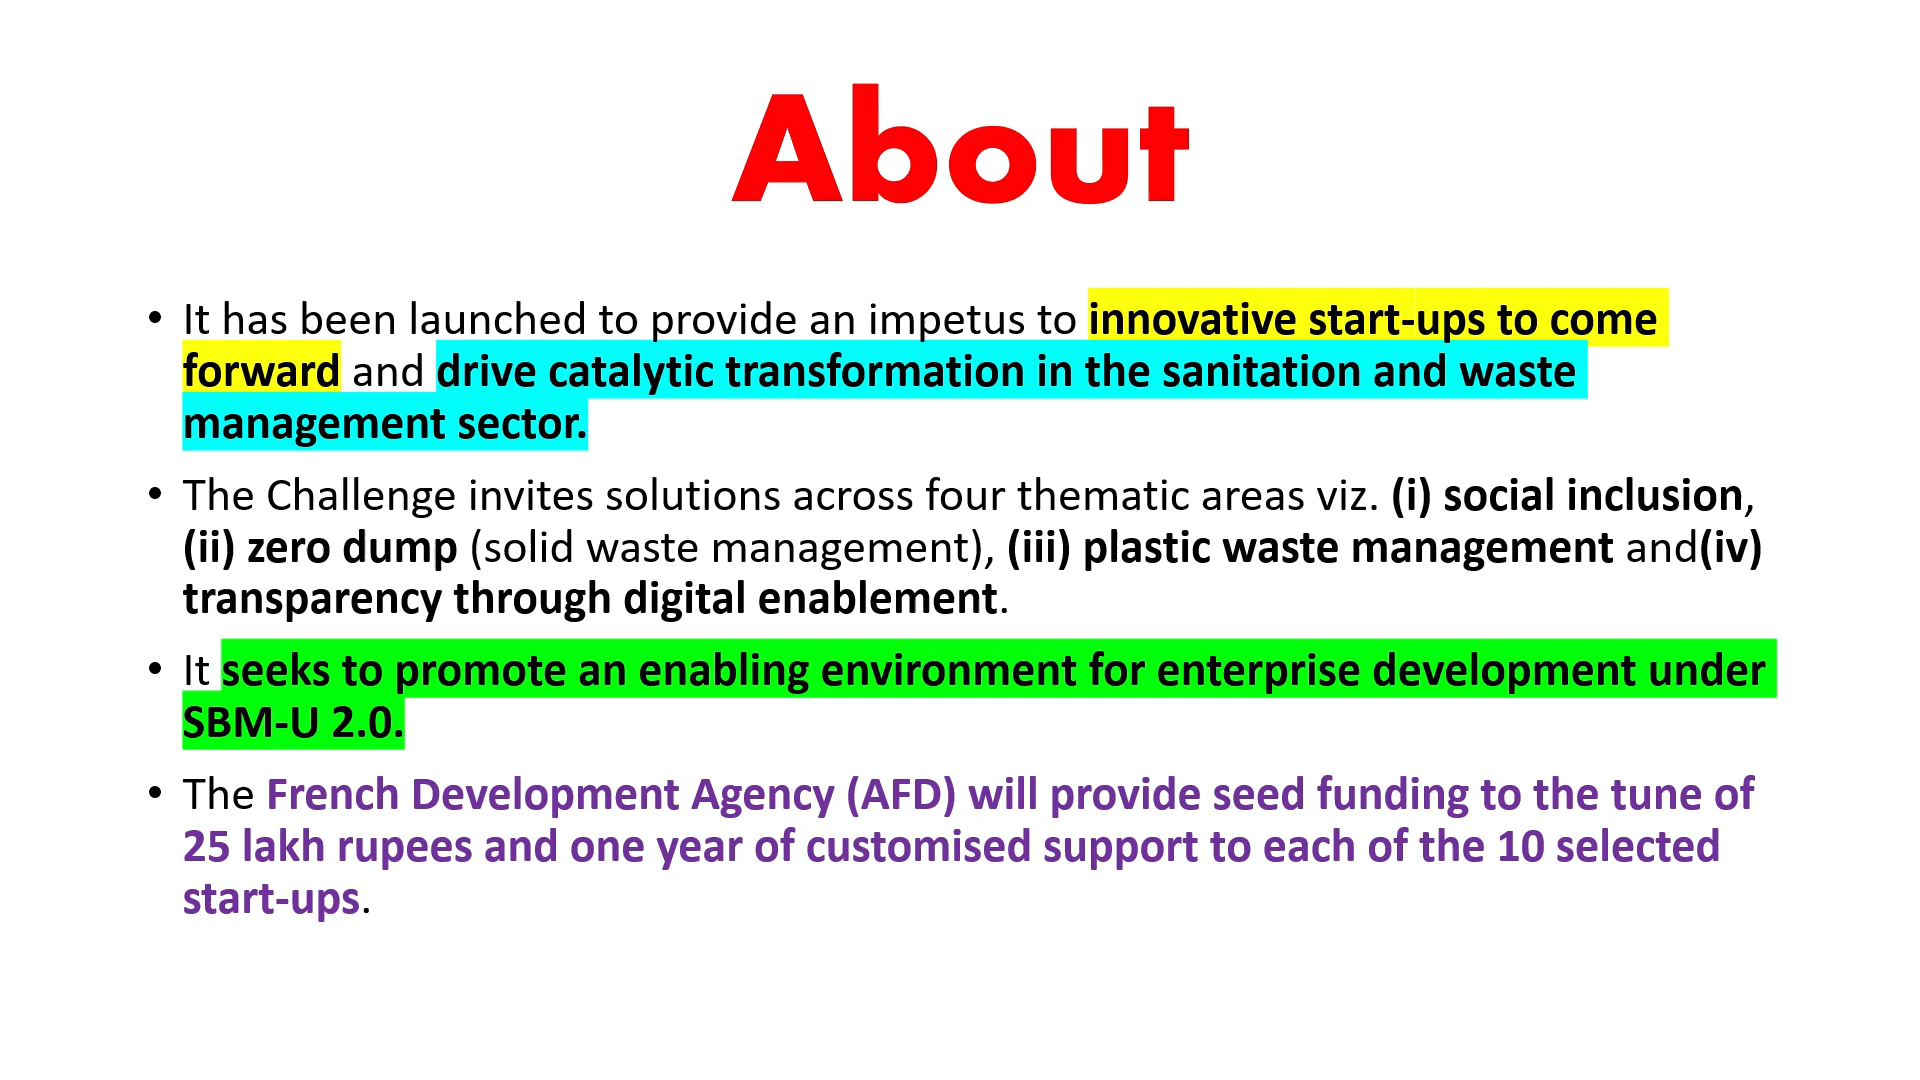 About
• It has been launched to provide an impetus to innovative start-ups to come
forward and drive catalytic transformation in the sanitation and waste
management sector.
• The Challenge invites solutions across four thematic areas viz. (i) social inclusion,
(ii) zero dump (solid waste management), (iii) plastic waste management and(iv)
transparency through digital enablement.
• It seeks to promote an enabling environment for enterprise development under
SBM-U 2.0.
• The French Development Agency (AFD) will provide seed funding to the tune of
25 lakh rupees and one year of customised support to each of the 10 selected
start-ups.